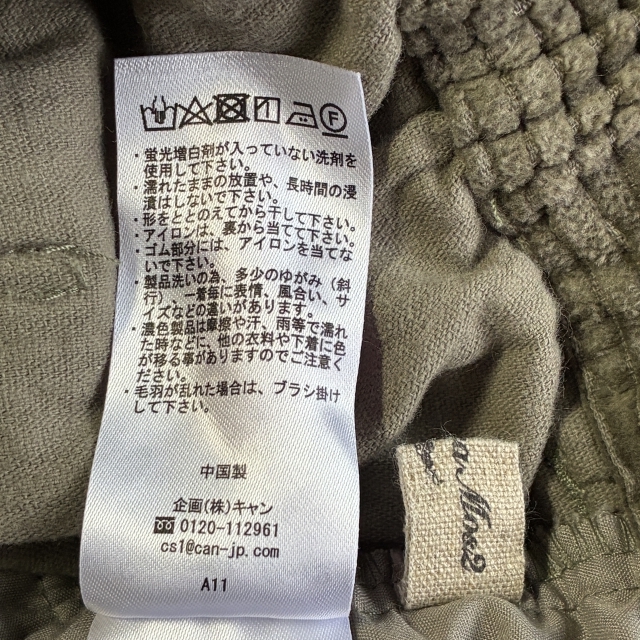 ・蛍光増白剤が入っていない洗剤を
使用して下さい。
・濡れたままの放置や、長時間の浸
漬はしないで下さい。
・形をととのえてから干して下さい。
・アイロンは、裏から当てて下さい。
・ゴム部分には、アイロンを当てな
いで下さい。
・製品洗いの為、多少のゆがみ（斜
行）一着毎に表情、風合い、サ
イズなどの違いがあります。
・濃色製品は摩擦や汗、雨等で濡れ
た時などに、他の衣料や下着に色
が移る事がありますのでご注意く
ださい。
・毛羽が乱れた場合は、ブラシ掛け
して下さい。
中国製
企画(株)キャン
0120-112961
cs1@can-jp.com
A11
Mos2